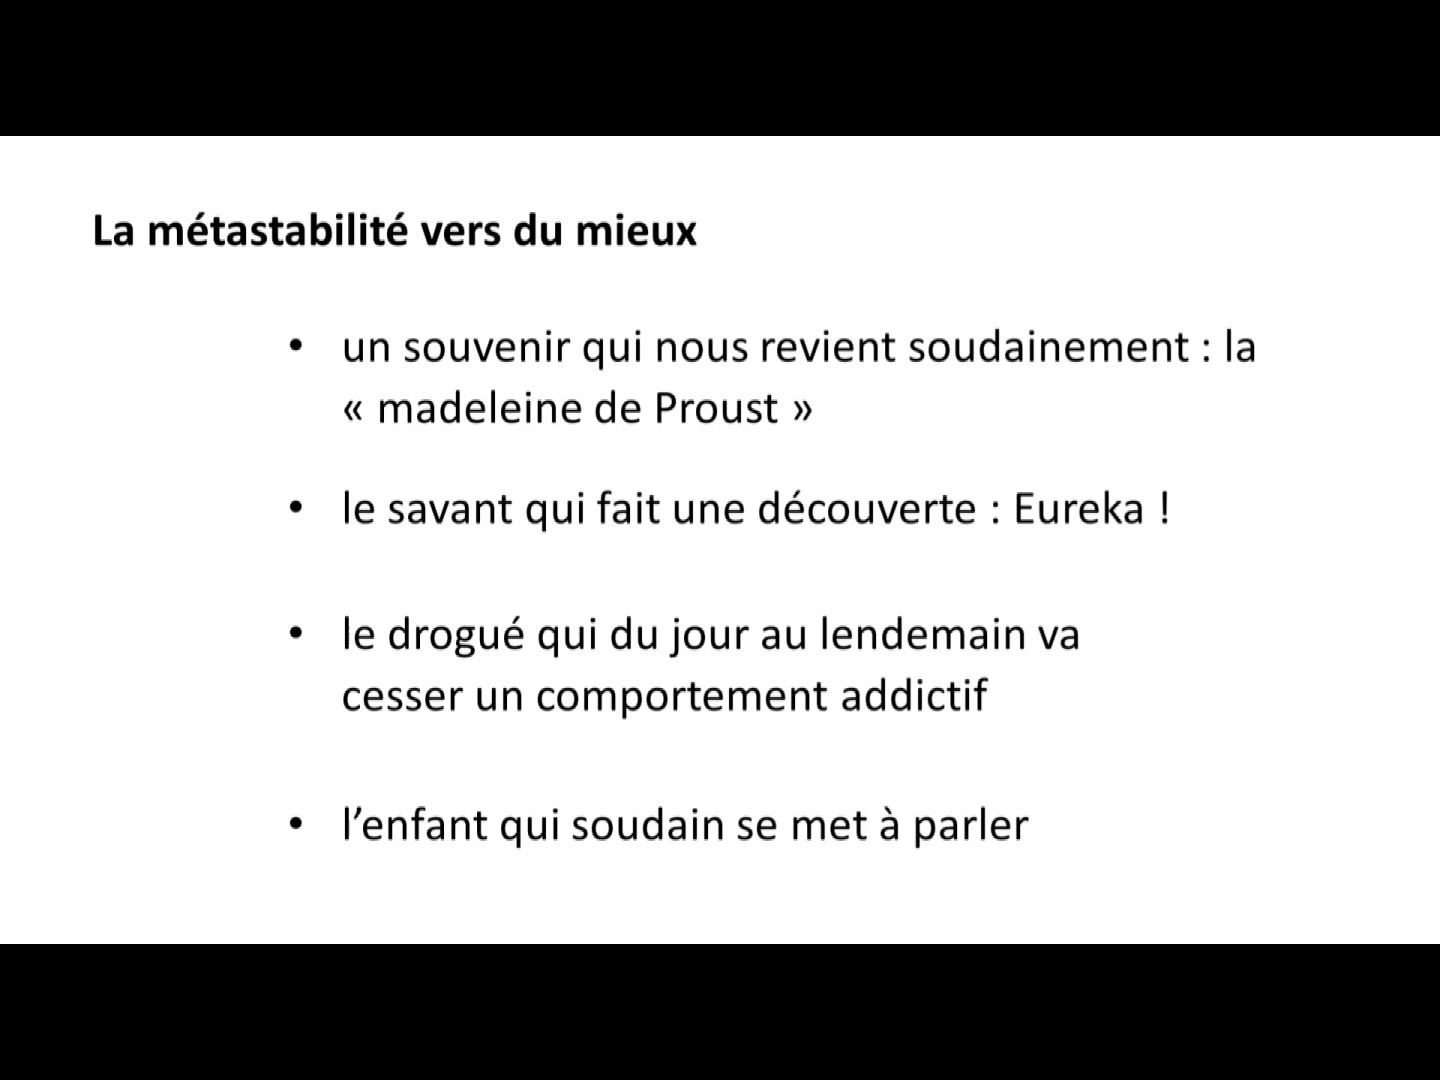 La métastabilité vers du mieux
• un souvenir qui nous revient soudainement : la
« madeleine de Proust »
• le savant qui fait une découverte : Eureka !
• le drogué qui du jour au lendemain va
cesser un comportement addictif
• l’enfant qui soudain se met à parler